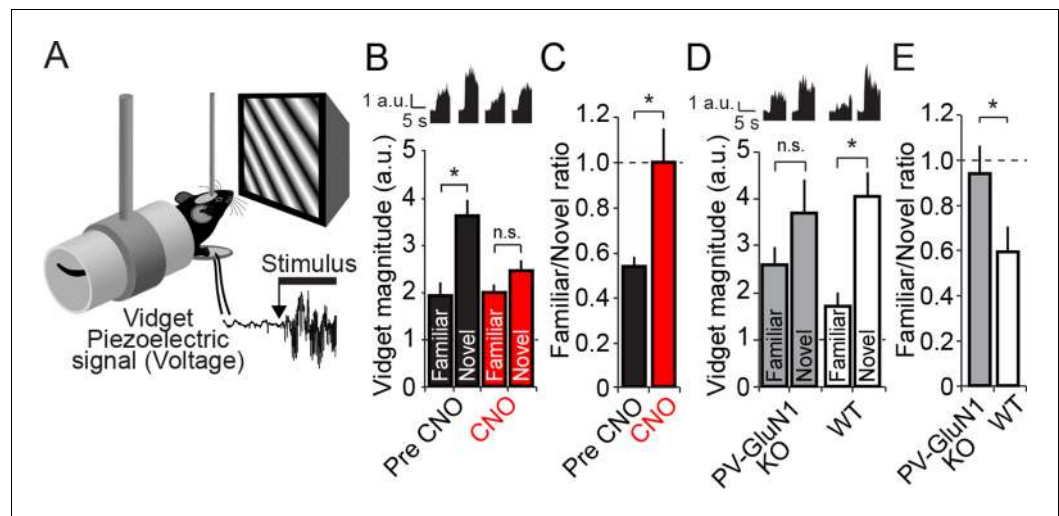 A
Stimulus
Vidget
Piezoelectric
signal (Voltage)
B
1 a.u.
5 s
Vidget magnitude (a.u.)
5
4
3
2
1
0
*
n.s.
Familiar
Novel
Familiar
Novel
Pre CNO
CNO
C
Familiar/Novel ratio
1.2
1.0
0.8
0.6
0.4
0.2
0
*
Pre CNO
CNO
D
1 a.u.
5 s
Vidget magnitude (a.u.)
5
4
3
2
1
0
n.s.
*
Familiar
Novel
Familiar
Novel
PV-GluN1
KO
WT
E
Familiar/Novel ratio
1.2
1.0
0.8
0.6
0.4
0.2
0
*
PV-GluN1
KO
WT